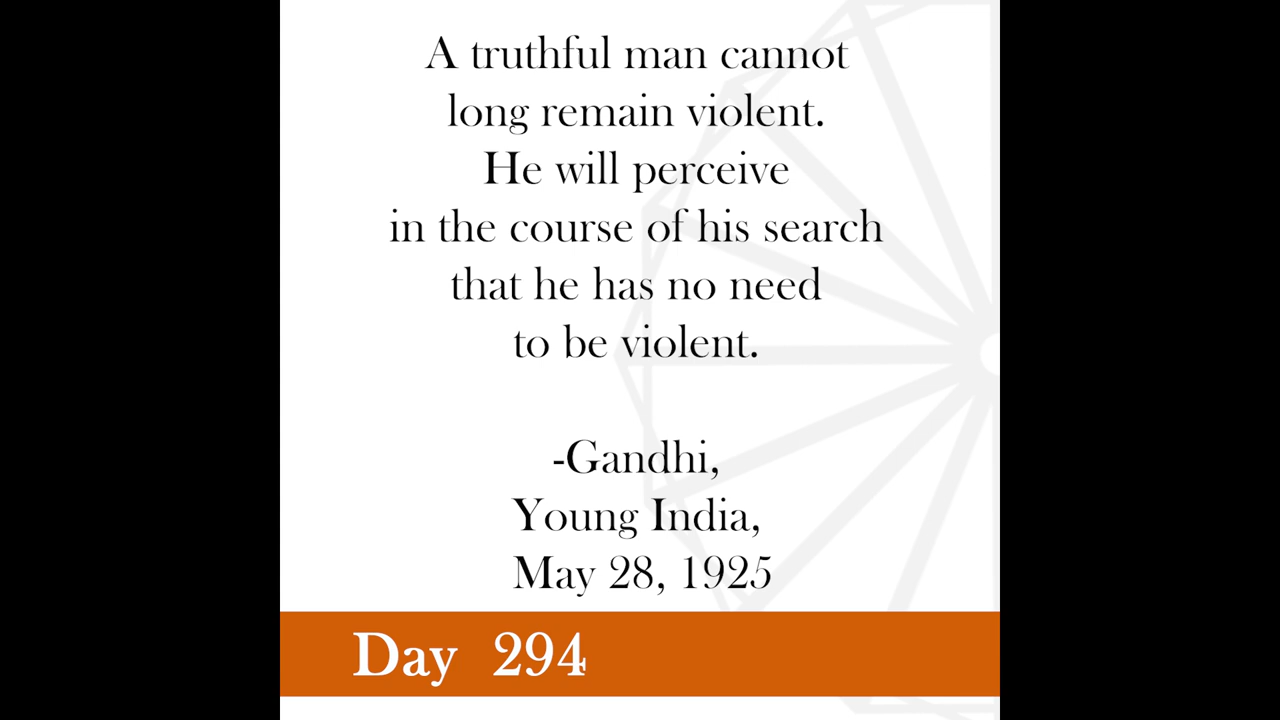 A truthful man cannot
long remain violent.
He will perceive
in the course of his search
that he has no need
to be violent.
-Gandhi,
Young India,
May 28, 1925
Day 294